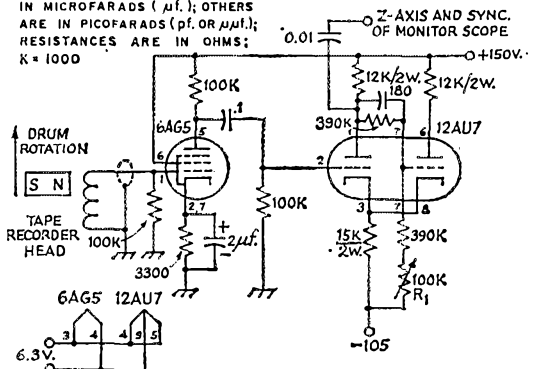 IN MICROFARADS (μf.); OTHERS
ARE IN PICOFARADS (pf. OR μμf.);
RESISTANCES ARE IN OHMS;
K = 1000
Z-AXIS AND SYNC.
OF MONITOR SCOPE
0.01
+150V.
100K
12K/2W.
12K/2W.
180
.1
390K
6AG5
5
1
7
6
12AU7
DRUM
ROTATION
6
1
2
S N
2,7
3
7
8
TAPE
RECORDER
HEAD
100K
+
2μf.
-
100K
15K
2W.
390K
3300
100K
R1
6AG5
12AU7
3
4
4
9
5
6.3V.
-105